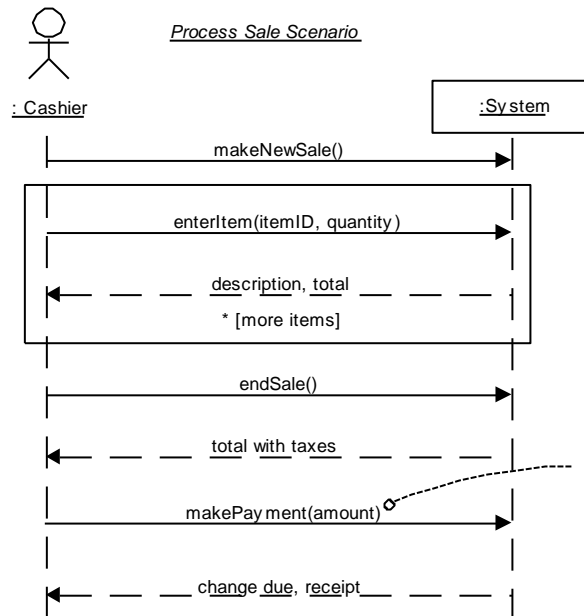 Process Sale Scenario
: Cashier
:System
makeNewSale()
enterItem(itemID, quantity)
description, total
* [more items]
endSale()
total with taxes
makePayment(amount)
change due, receipt